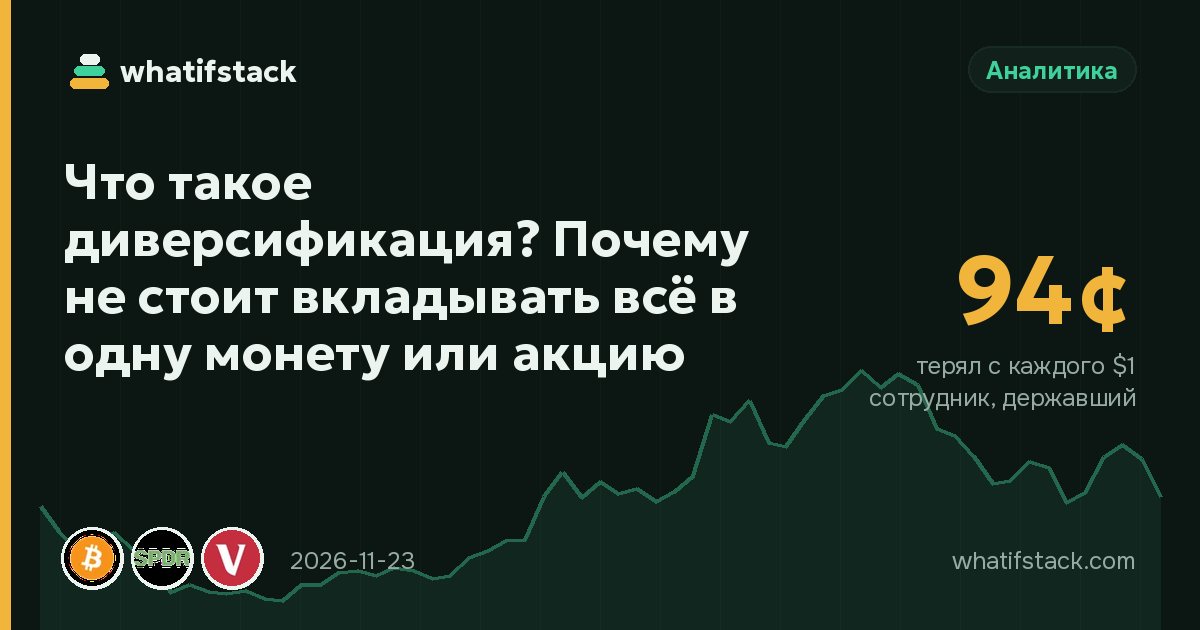 whatifstack
Аналитика
Что такое
диверсификация? Почему
не стоит вкладывать всё в
одну монету или акцию
94¢
терял с каждого $1
сотрудник, державший
SPDR
V
2026-11-23
whatifstack.com